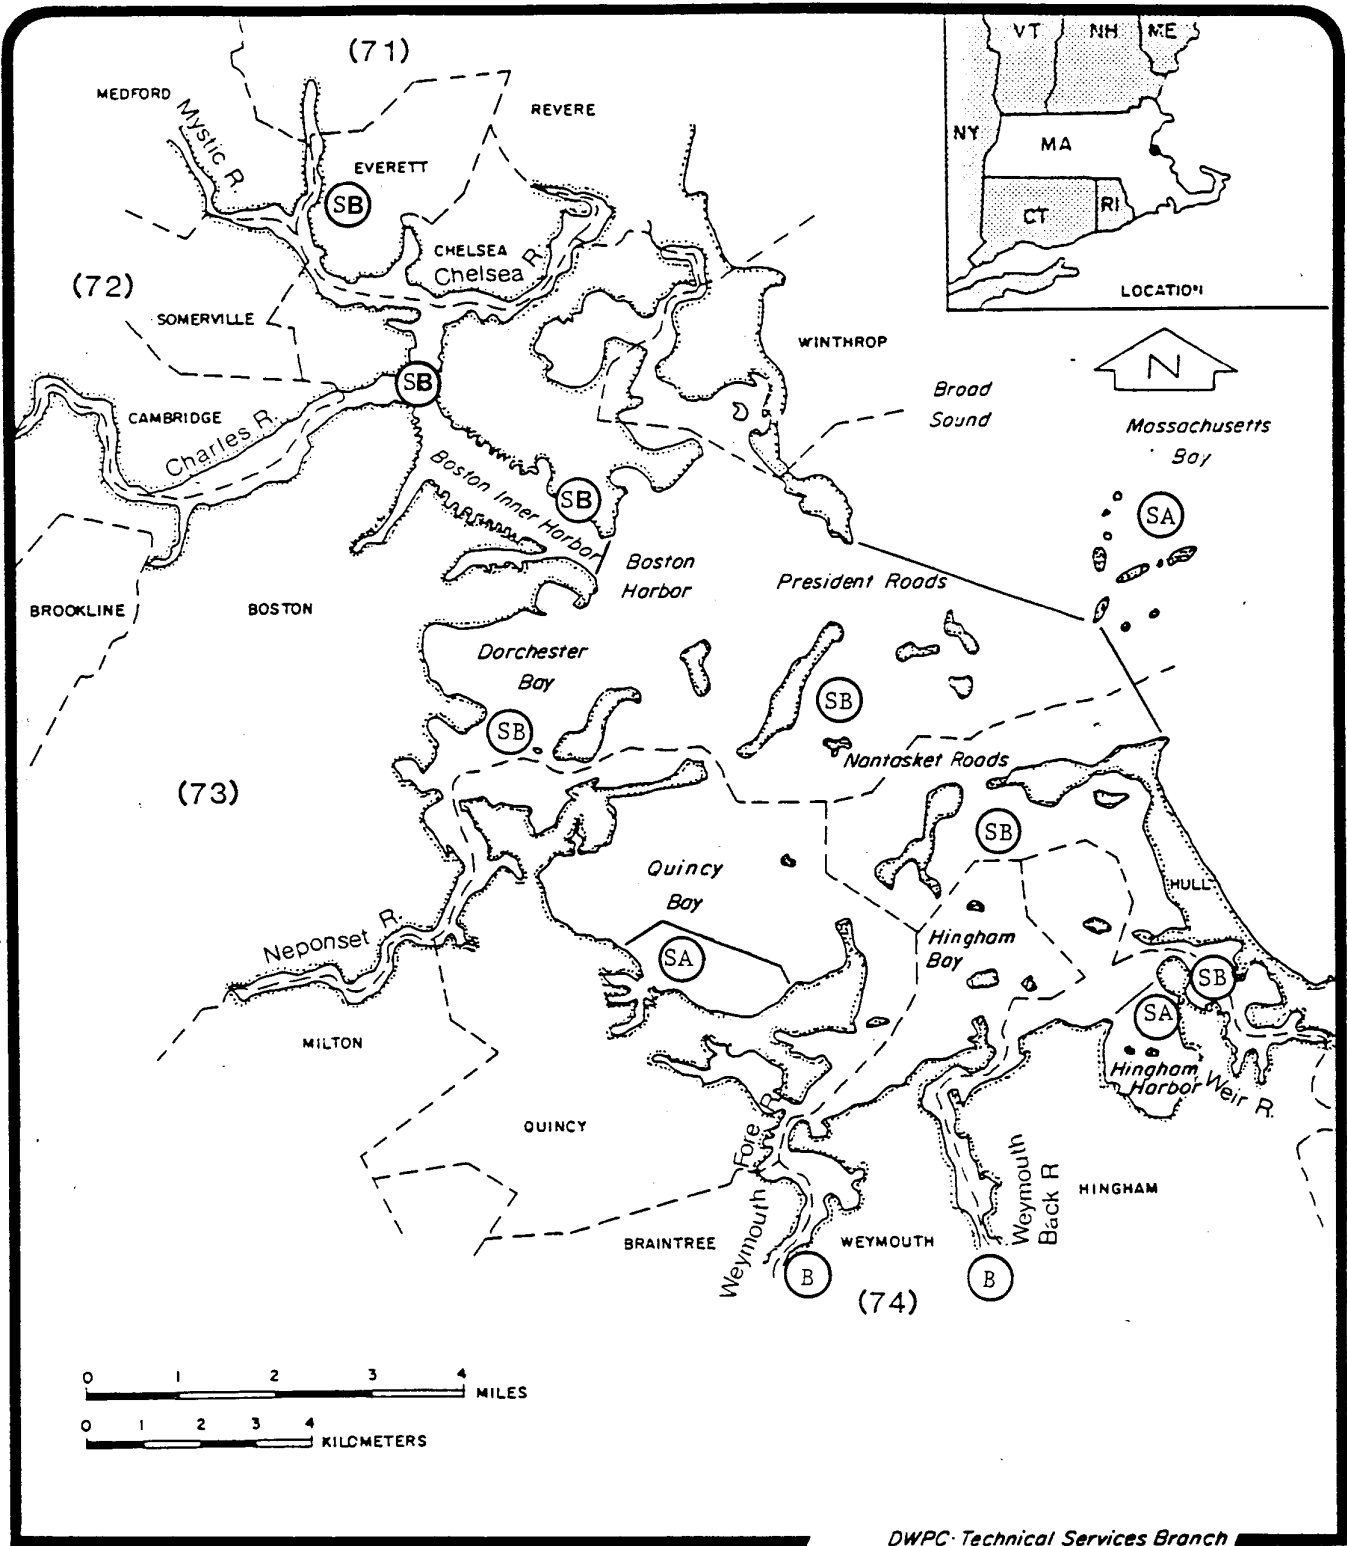 (71)
VT
NH
ME
MEDFORD
Mystic R.
REVERE
NY
MA
EVERETT
SB
CT
RI
CHELSEA
Chelsea R.
(72)
LOCATION
SOMERVILLE
WINTHROP
N
SB
Broad
Sound
CAMBRIDGE
Charles R.
Massachusetts
Bay
Boston Inner Harbor
SB
SA
Boston
Harbor
President Roads
BROOKLINE
BOSTON
Dorchester
Bay
SB
SB
Nantasket Roads
(73)
SB
Quincy
Bay
HULL
Neponset R.
Hingham
Bay
SA
SB
SA
MILTON
Hingham
Harbor
Weir R.
QUINCY
Weymouth Fore R.
Weymouth
Back R
HINGHAM
BRAINTREE
WEYMOUTH
B
B
(74)
0 1 2 3 4
MILES
0 1 2 3 4
KILOMETERS
DWPC- Technical Services Branch